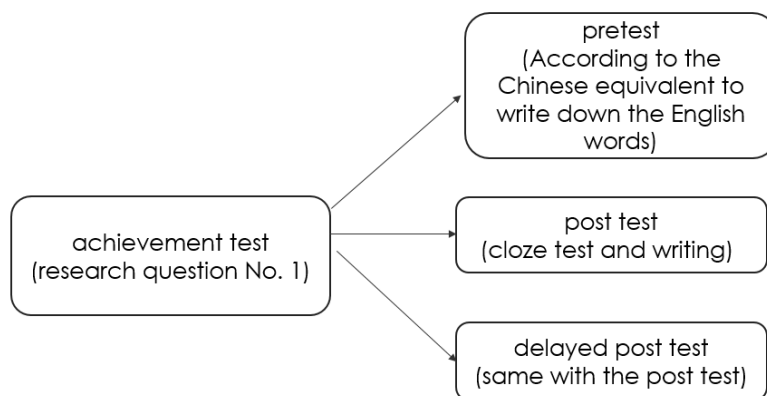 pretest
(According to the
Chinese equivalent to
write down the English
words)
achievement test
(research question No. 1)
post test
(cloze test and writing)
delayed post test
(same with the post test)